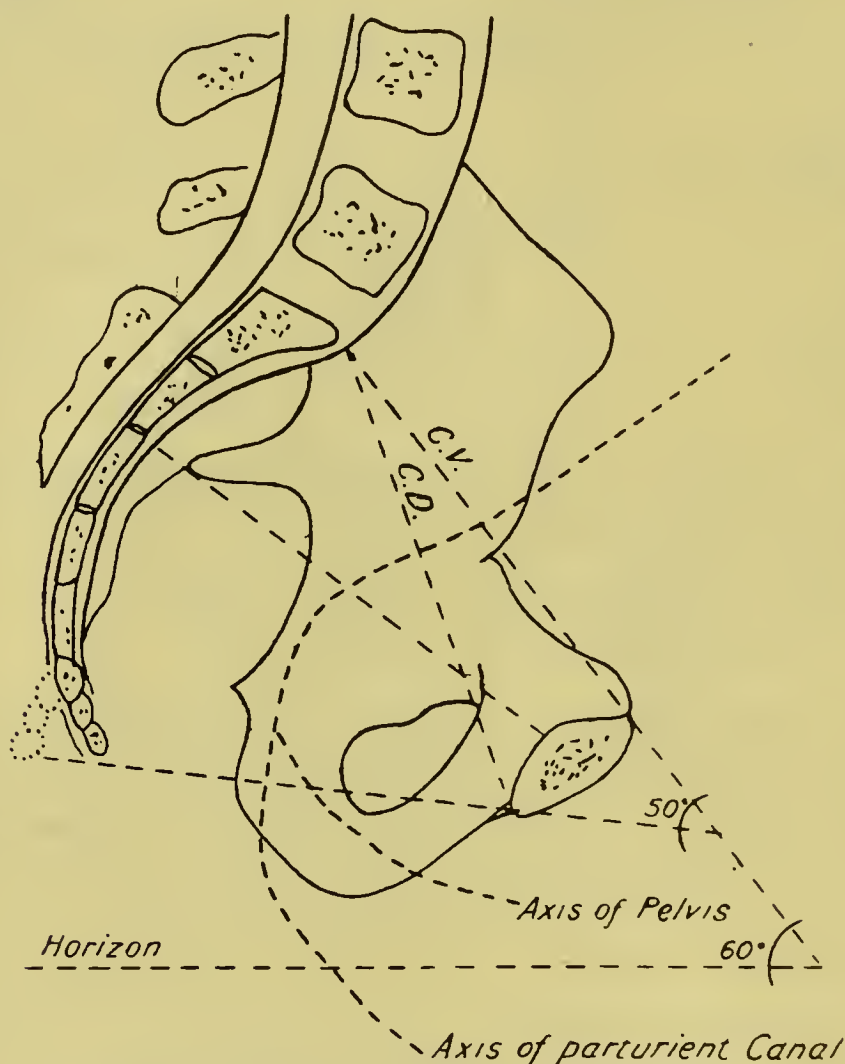 C.V.
C.D.
50°
Axis of Pelvis
Horizon
60°
Axis of parturient Canal